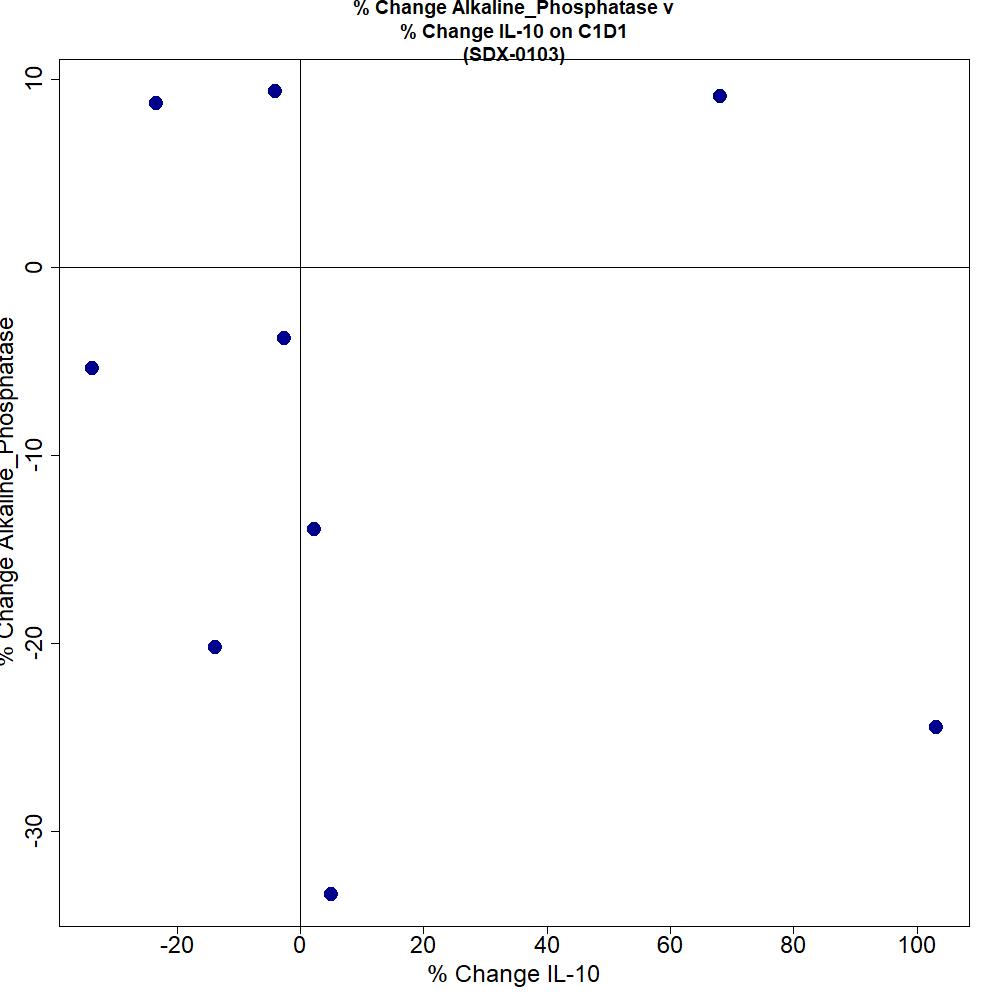 % Change Alkaline_Phosphatase v
% Change IL-10 on C1D1
(SDX-0103)
10
0
-10
-20
-30
% Change Alkaline_Phosphatase
-20
0
20
40
60
80
100
% Change IL-10